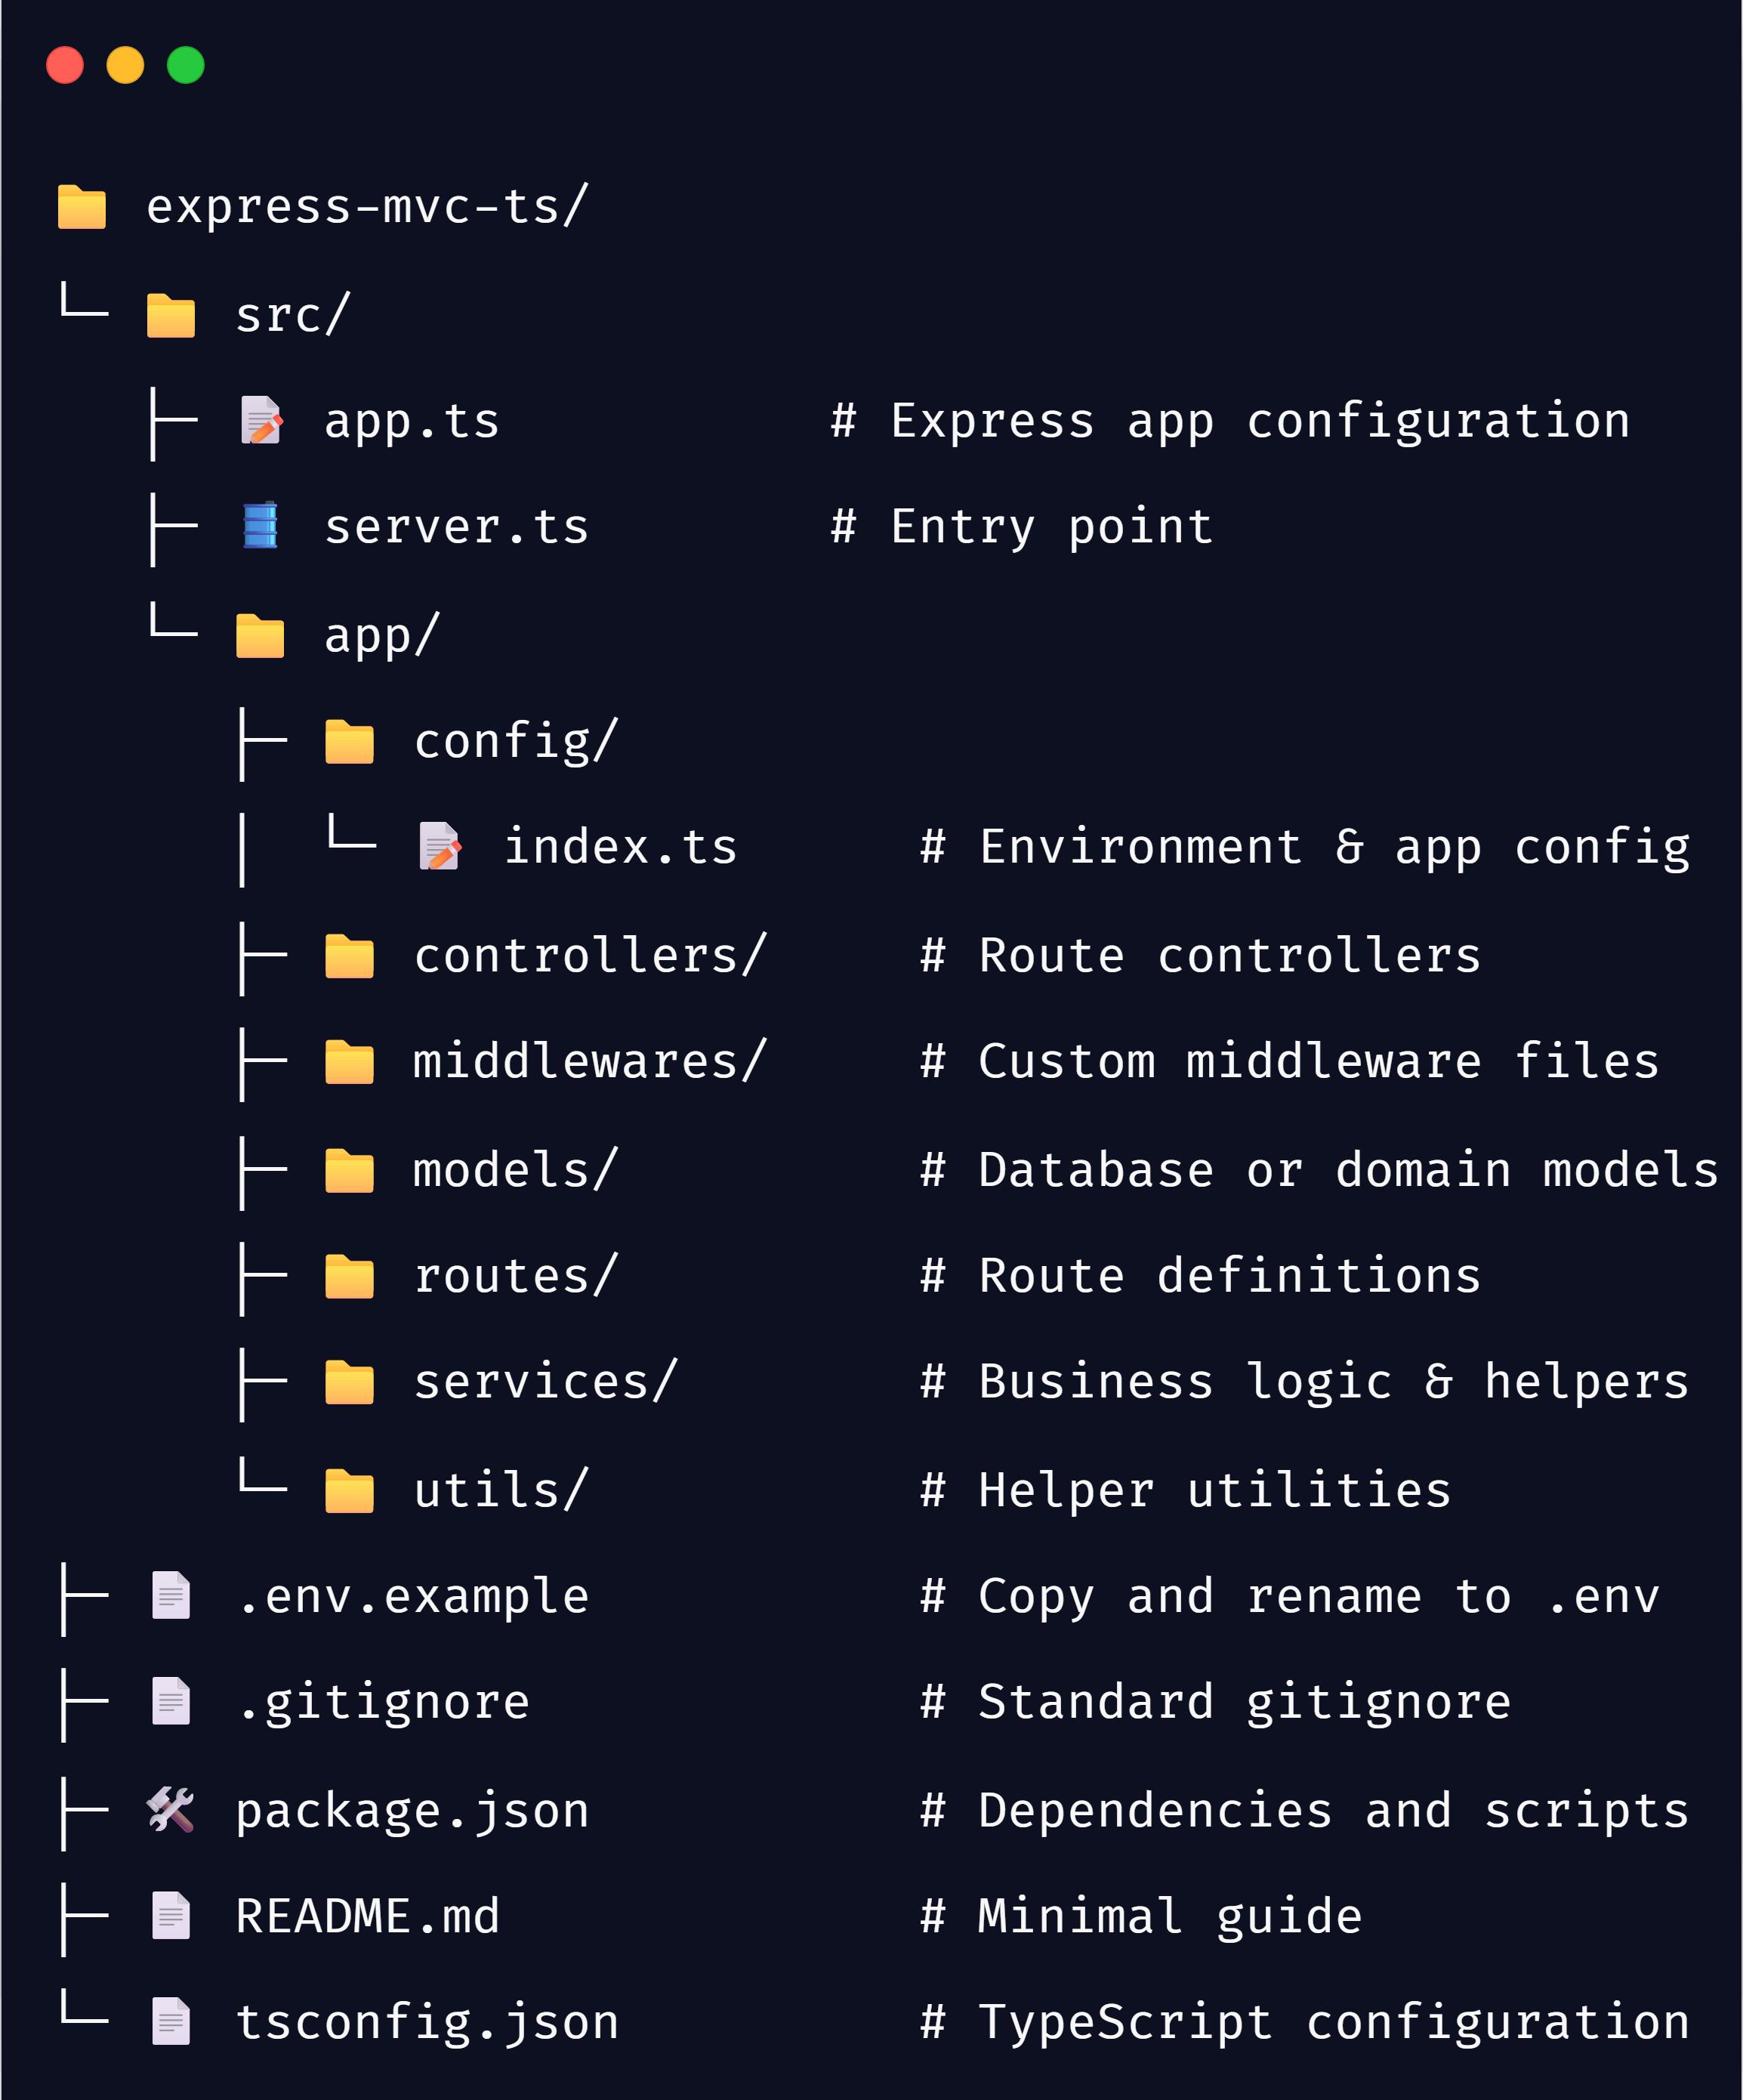 express-mvc-ts/
└─ src/
├─ app.ts # Express app configuration
├─ server.ts # Entry point
└─ app/
├─ config/
│ └─ index.ts # Environment & app config
├─ controllers/ # Route controllers
├─ middlewares/ # Custom middleware files
├─ models/ # Database or domain models
├─ routes/ # Route definitions
├─ services/ # Business logic & helpers
└─ utils/ # Helper utilities
├─ .env.example # Copy and rename to .env
├─ .gitignore # Standard gitignore
├─ package.json # Dependencies and scripts
├─ README.md # Minimal guide
└─ tsconfig.json # TypeScript configuration